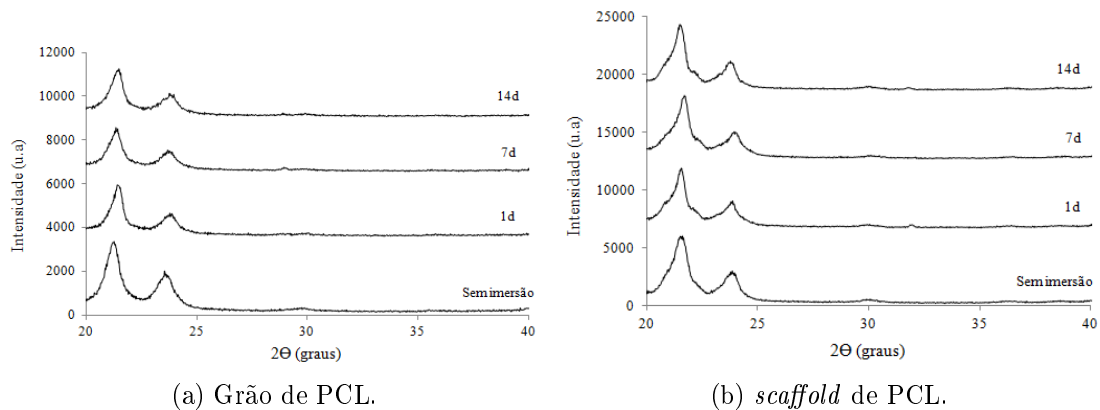 12000
10000
8000
6000
4000
2000
0
Intensidade (u.a)
14d
7d
1d
Semimersão
20 25 30 35 40
2ϴ (graus)
(a) Grão de PCL.
25000
20000
15000
10000
5000
0
Intensidade (u.a)
14d
7d
1d
Semimersão
20 25 30 35 40
2ϴ (graus)
(b) scaffold de PCL.